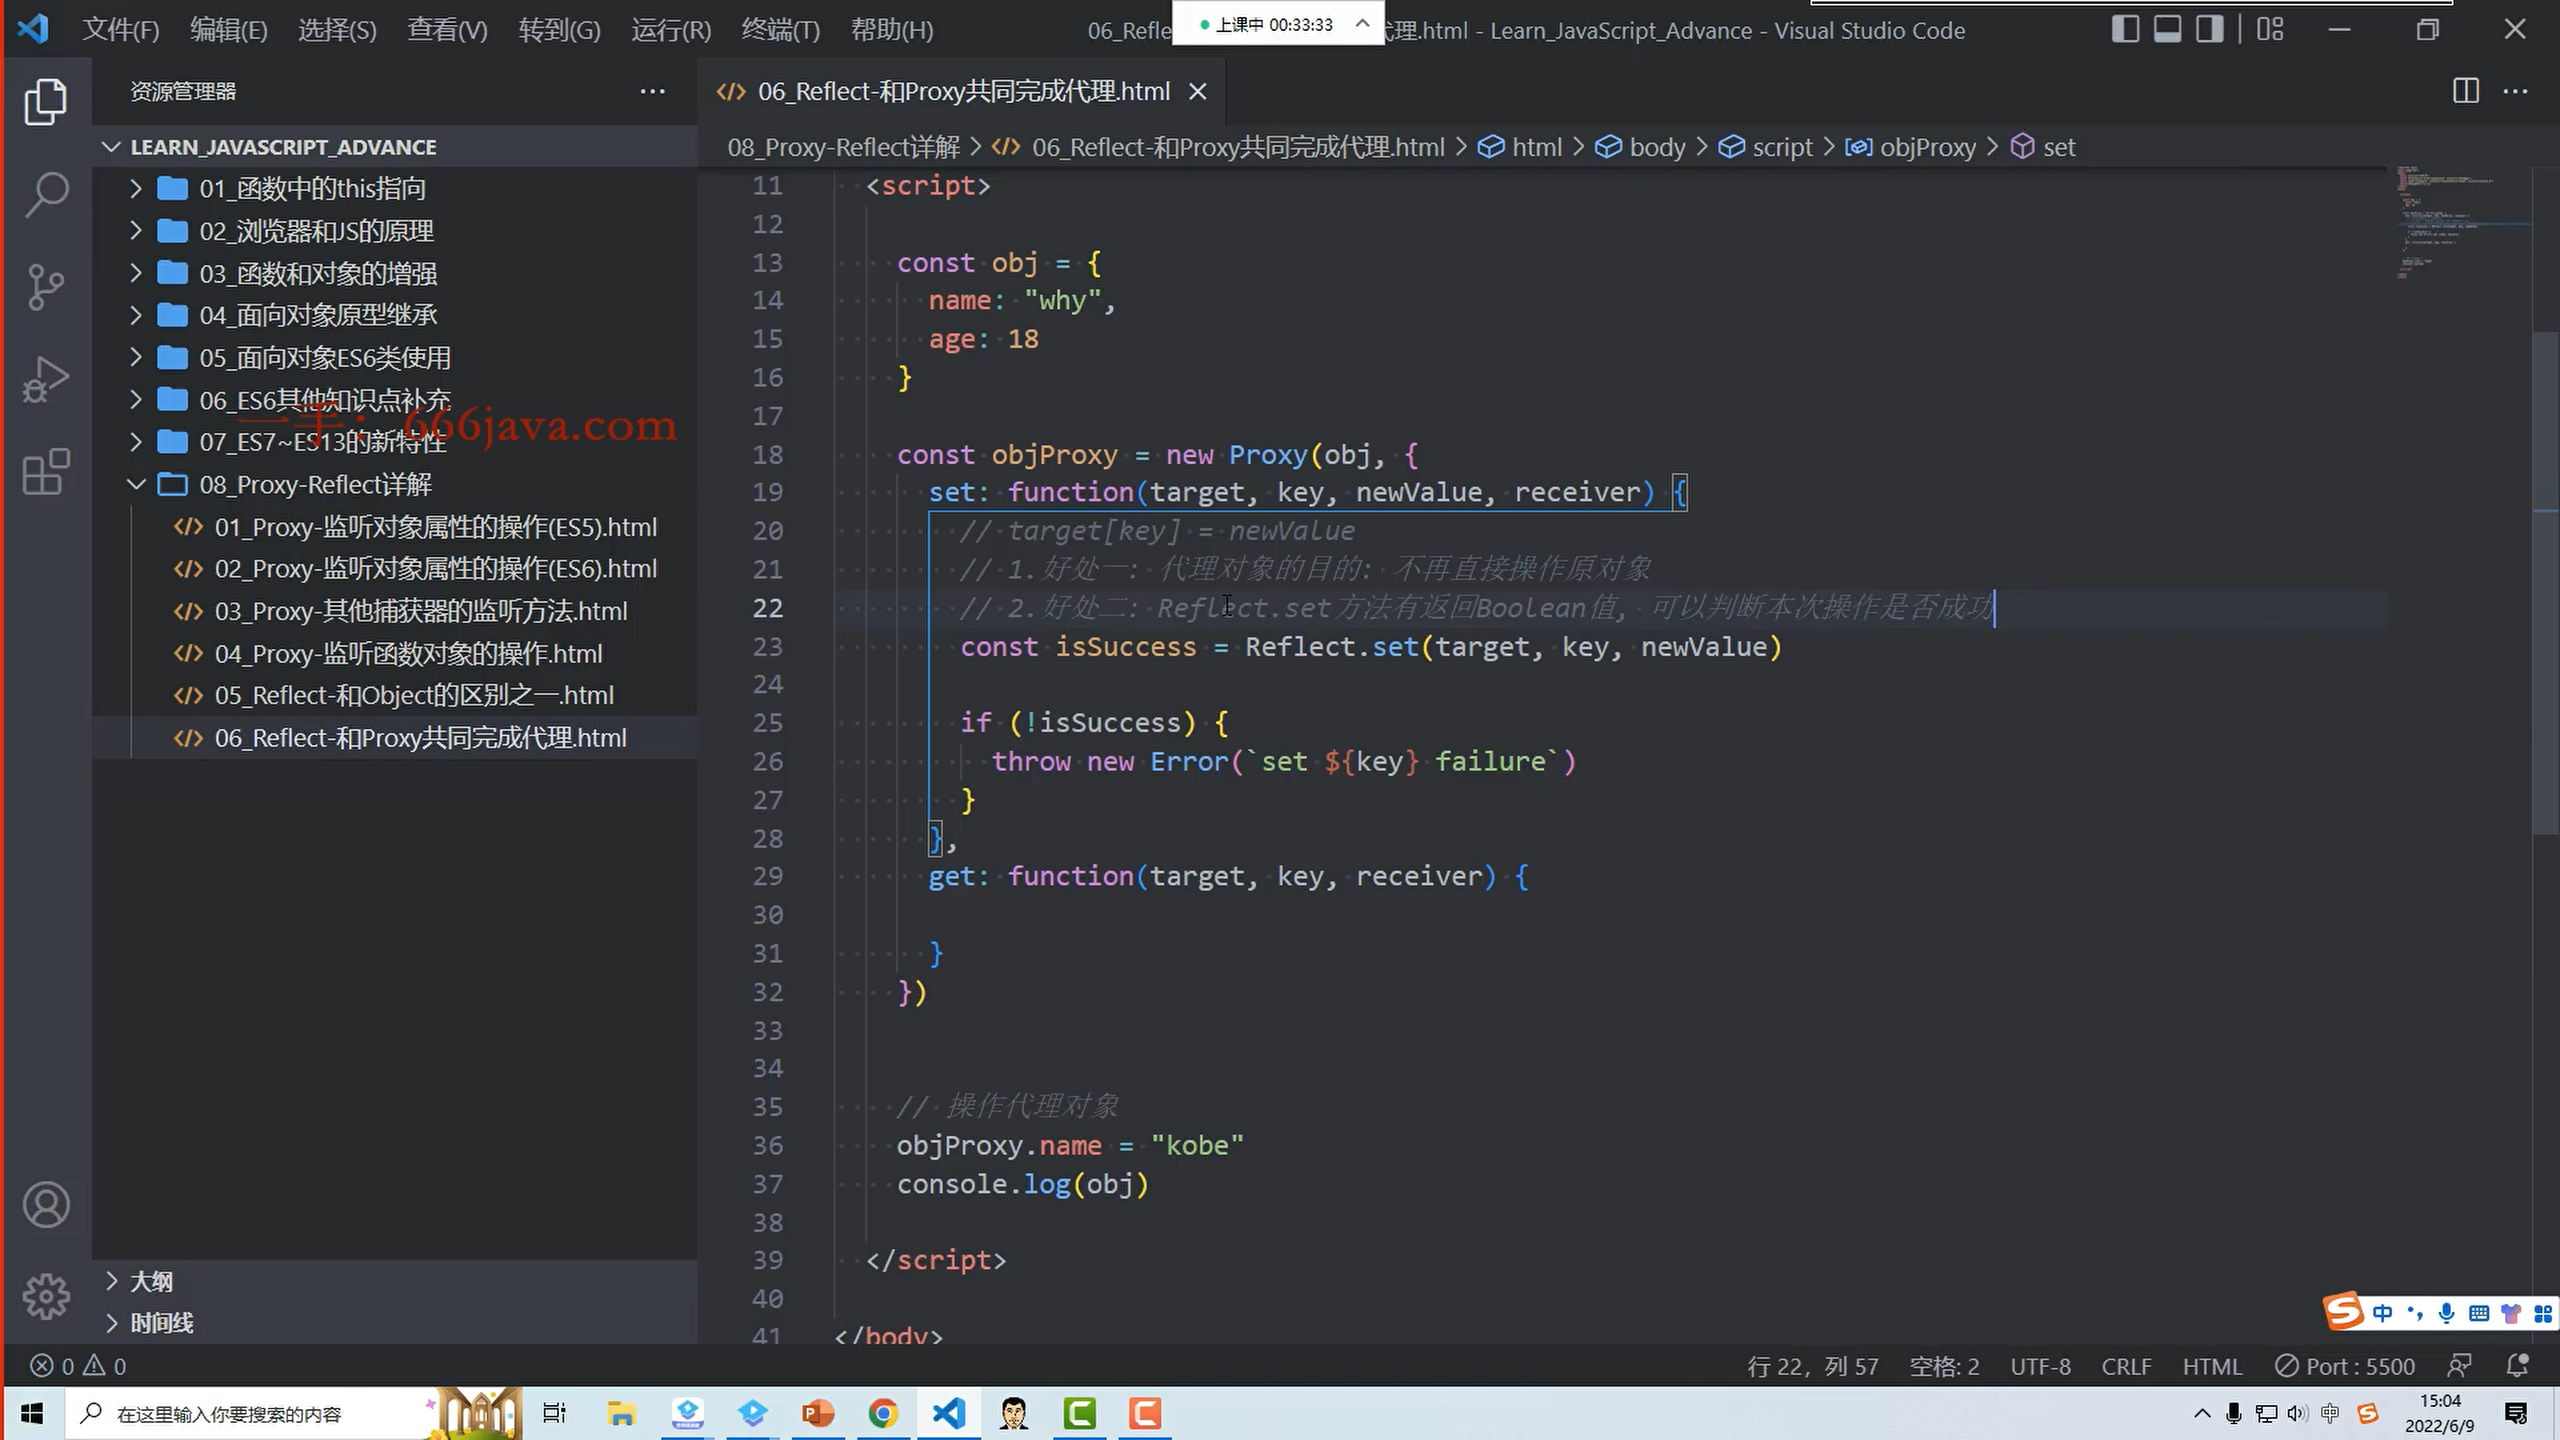 文件(F) 编辑(E) 选择(S) 查看(V) 转到(G) 运行(R) 终端(T) 帮助(H)
06_Refle
上课中 00:33:33
代理.html - Learn_JavaScript_Advance - Visual Studio Code
资源管理器
LEARN_JAVASCRIPT_ADVANCE
01_函数中的this指向
02_浏览器和JS的原理
03_函数和对象的增强
04_面向对象原型继承
05_面向对象ES6类使用
06_ES6其他知识点补充
一手：666java.com
07_ES7~ES13的新特性
08_Proxy-Reflect详解
01_Proxy-监听对象属性的操作(ES5).html
02_Proxy-监听对象属性的操作(ES6).html
03_Proxy-其他捕获器的监听方法.html
04_Proxy-监听函数对象的操作.html
05_Reflect-和Object的区别之一.html
06_Reflect-和Proxy共同完成代理.html
大纲
时间线
06_Reflect-和Proxy共同完成代理.html
08_Proxy-Reflect详解 > 06_Reflect-和Proxy共同完成代理.html > html > body > script > objProxy > set
11 <script>
12
13 const obj = {
14 name: "why",
15 age: 18
16 }
17
18 const objProxy = new Proxy(obj, {
19 set: function(target, key, newValue, receiver) {
20 // target[key] = newValue
21 // 1.好处一: 代理对象的目的: 不再直接操作原对象
22 // 2.好处二: Reflect.set方法有返回Boolean值, 可以判断本次操作是否成功
23 const isSuccess = Reflect.set(target, key, newValue)
24
25 if (!isSuccess) {
26 throw new Error(`set ${key} failure`)
27 }
28 },
29 get: function(target, key, receiver) {
30
31 }
32 })
33
34
35 // 操作代理对象
36 objProxy.name = "kobe"
37 console.log(obj)
38
39 </script>
40
41 </body>
中
0 0
行 22，列 57 空格: 2 UTF-8 CRLF HTML Port : 5500
在这里输入你要搜索的内容
中
15:04
2022/6/9